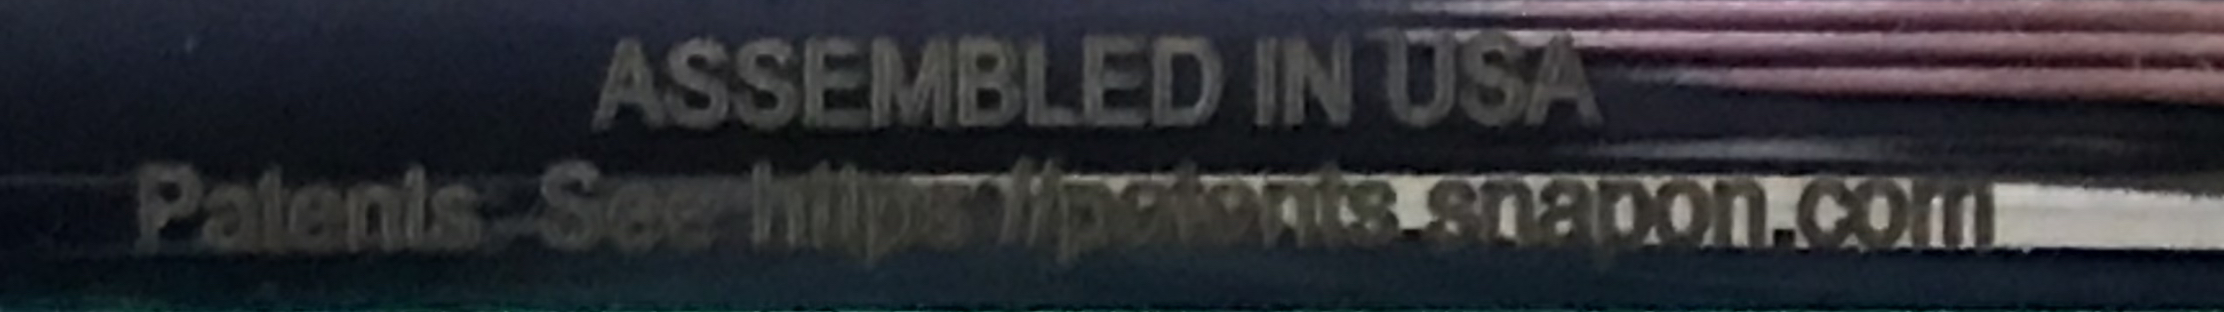 ASSEMBLED IN USA
Patents-See https://patents.snapon.com